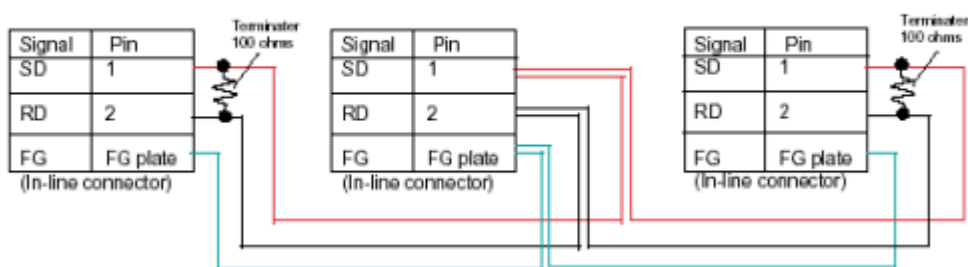 Terminater
100 ohms
Signal Pin
SD 1
RD 2
FG FG plate
(In-line connector)
Signal Pin
SD 1
RD 2
FG FG plate
(In-line connector)
Terminater
100 ohms
Signal Pin
SD 1
RD 2
FG FG plate
(In-line connector)